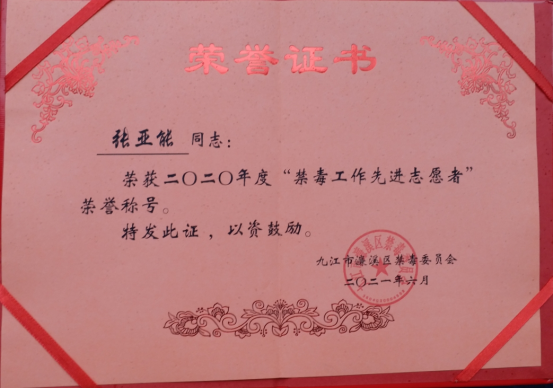 荣誉证书
张亚能 同志：
荣获二〇二〇年度“禁毒工作先进志愿者”
荣誉称号。
特发此证，以资鼓励。
九江市濂溪区禁毒委员会
二〇二一年六月